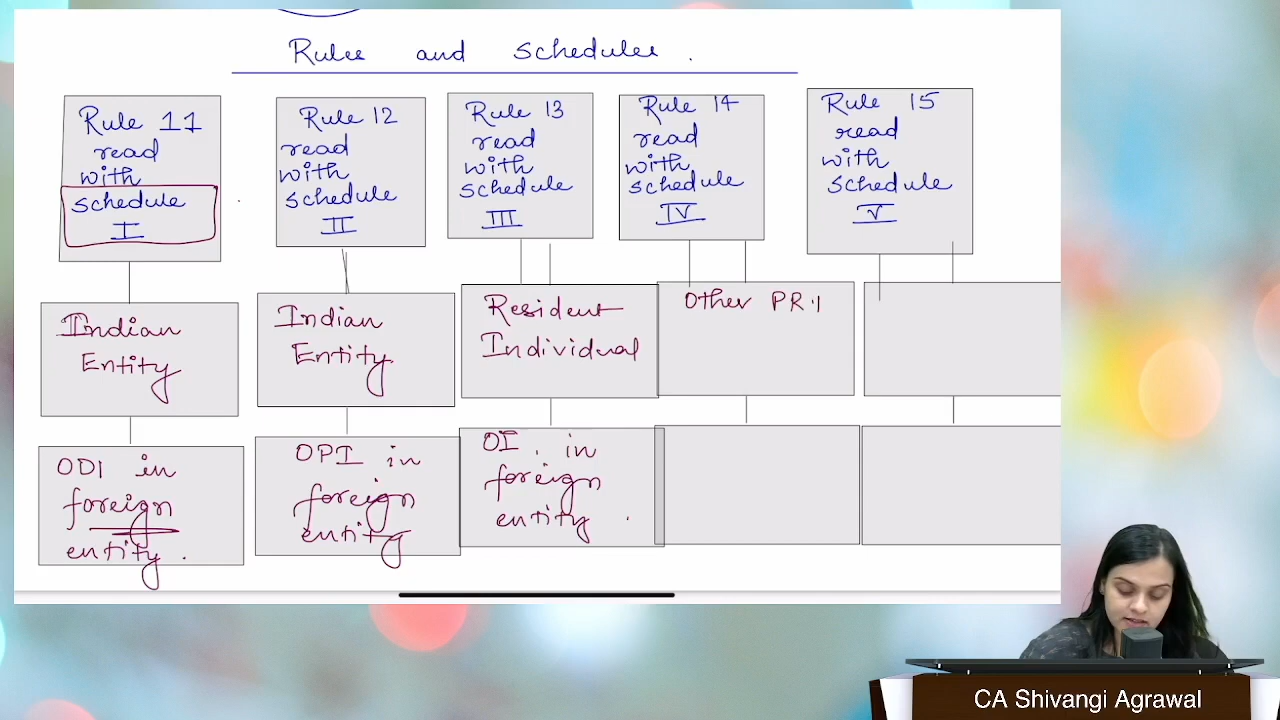 Rules and schedules.
Rule 11
read
with
schedule
I
Rule 12
read
with
schedule
II
Rule 13
read
with
schedule
III
Rule 14
read
with
schedule
IV
Rule 15
read
with
schedule
V
Indian
Entity
Indian
Entity
Resident
Individual
Other PRI
ODI in
foreign
entity.
OPI in
foreign
entity
OI in
foreign
entity.
CA Shivangi Agrawal